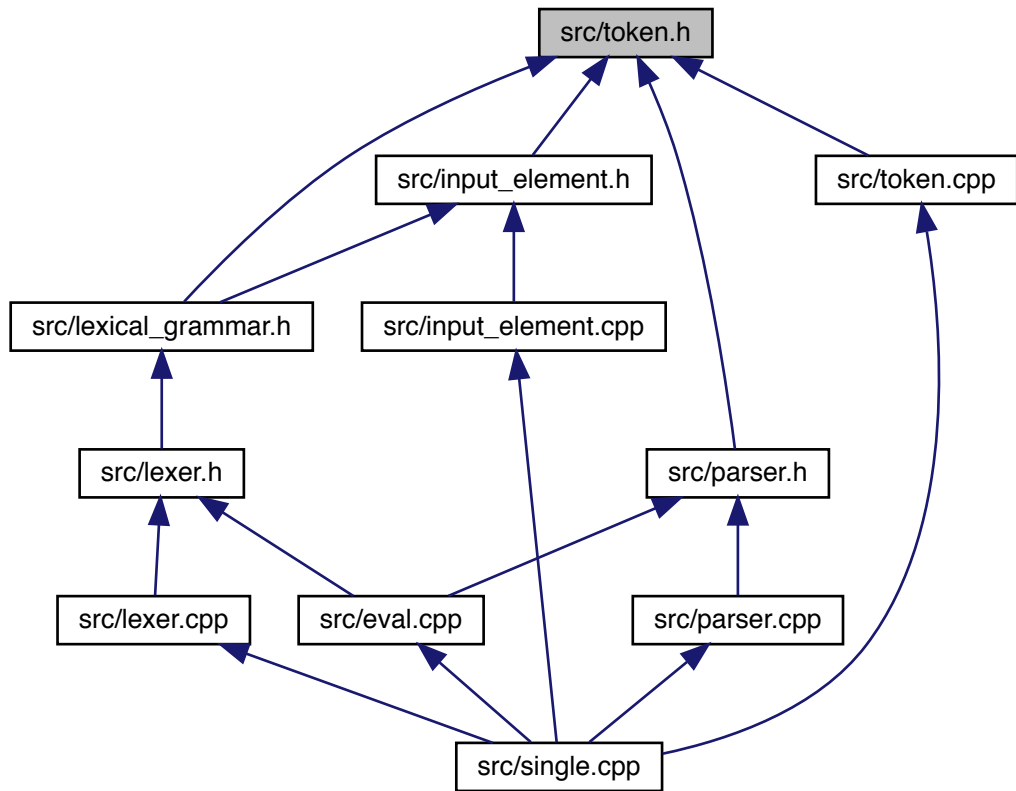 src/token.h
src/input_element.h
src/token.cpp
src/lexical_grammar.h
src/input_element.cpp
src/lexer.h
src/parser.h
src/lexer.cpp
src/eval.cpp
src/parser.cpp
src/single.cpp